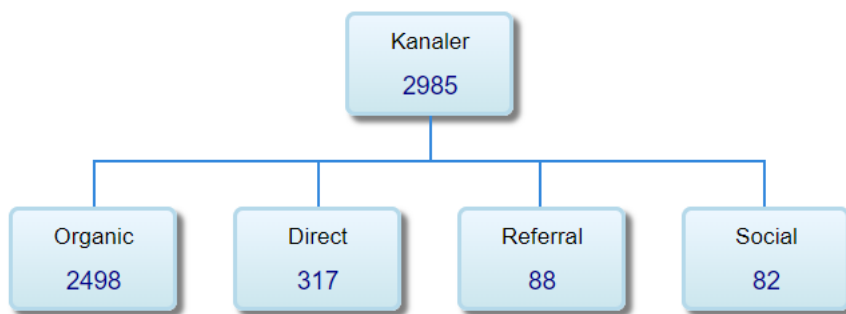 Kanaler
2985
Organic
2498
Direct
317
Referral
88
Social
82